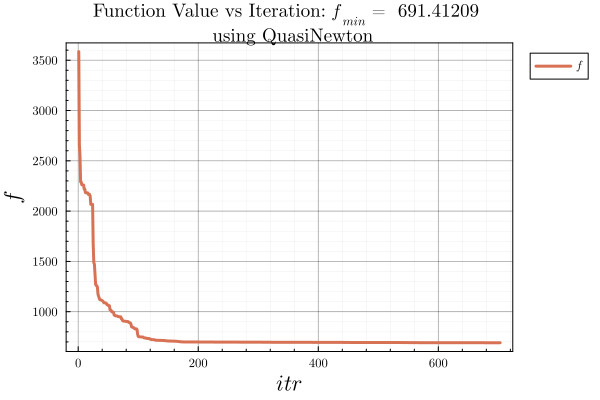 Function Value vs Iteration: f_min = 691.41209
using QuasiNewton
f
3500
3000
2500
2000
1500
1000
f
0
200
400
600
itr